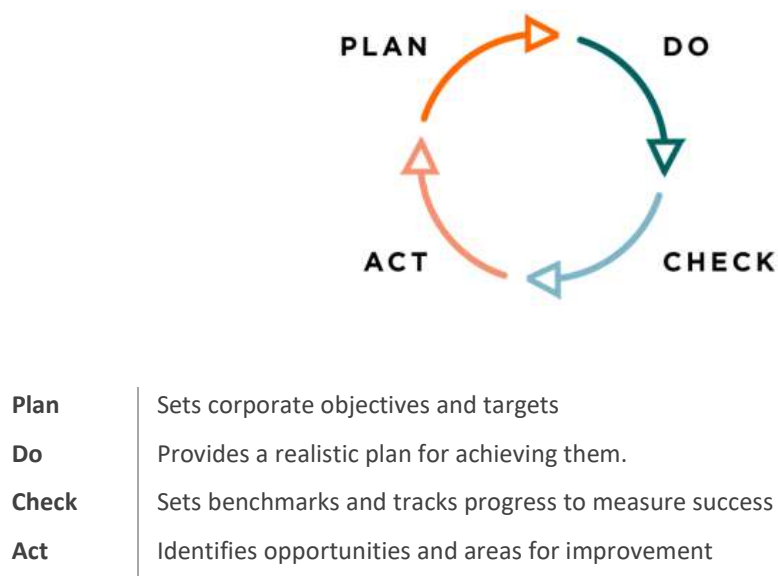 PLAN
DO
ACT
CHECK
Plan Sets corporate objectives and targets
Do Provides a realistic plan for achieving them.
Check Sets benchmarks and tracks progress to measure success
Act Identifies opportunities and areas for improvement